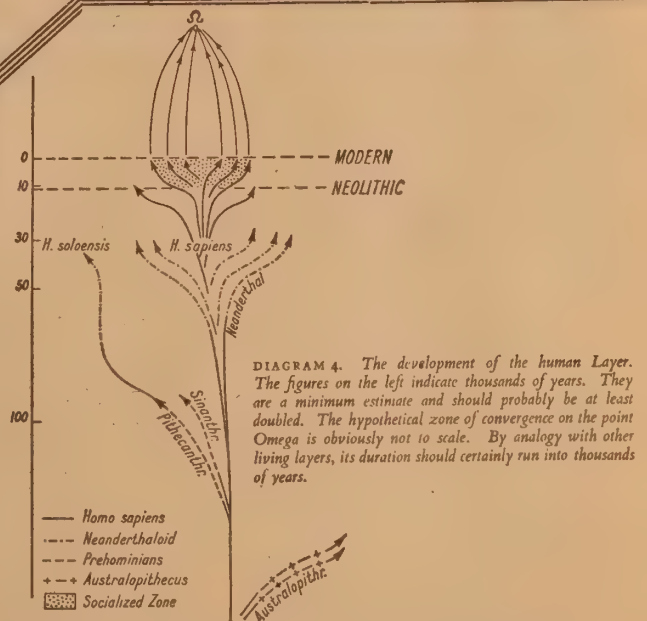 Ω
0
MODERN
10
NEOLITHIC
30
H. soloensis
H. sapiens
50
Neanderthal
100
Sinanthr.
Pithecanthr.
DIAGRAM 4. The development of the human Layer.
The figures on the left indicate thousands of years. They
are a minimum estimate and should probably be at least
doubled. The hypothetical zone of convergence on the point
Omega is obviously not to scale. By analogy with other
living layers, its duration should certainly run into thousands
of years.
Homo sapiens
Neanderthaloid
Prehominians
Australopithecus
Socialized Zone
Australopithr.